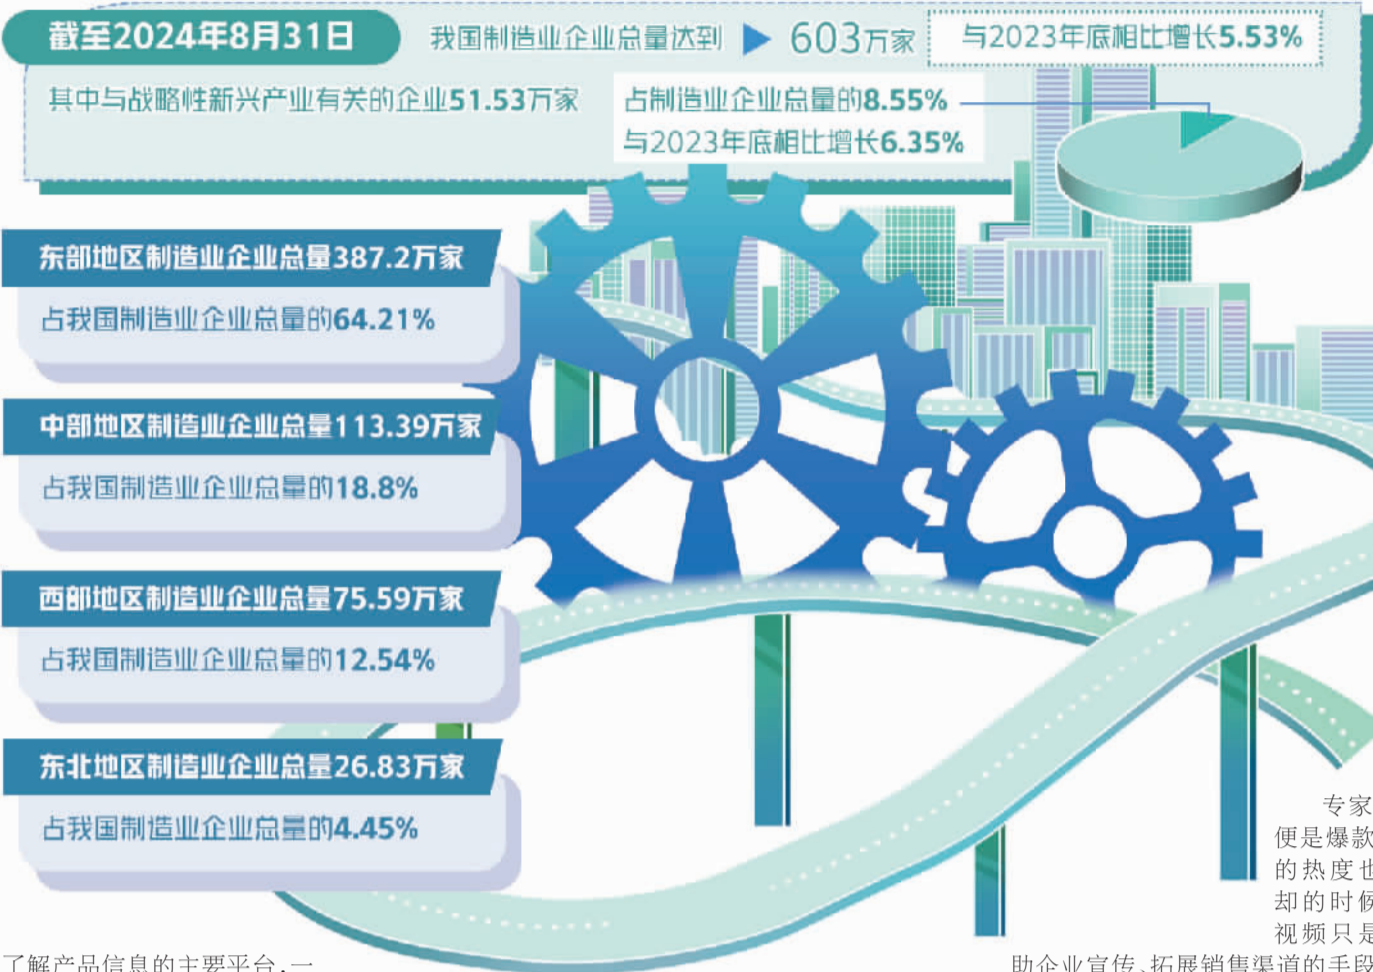 截至2024年8月31日
我国制造业企业总量达到 603万家
与2023年底相比增长5.53%
其中与战略性新兴产业有关的企业51.53万家
占制造业企业总量的8.55%
与2023年底相比增长6.35%
东部地区制造业企业总量387.2万家
占我国制造业企业总量的64.21%
中部地区制造业企业总量113.39万家
占我国制造业企业总量的18.8%
西部地区制造业企业总量75.59万家
占我国制造业企业总量的12.54%
东北地区制造业企业总量26.83万家
占我国制造业企业总量的4.45%
专家
便是爆款
的热度也
却的时候
视频只是
了解产品信息的主要平台,一
助企业宣传、拓展销售渠道的手段